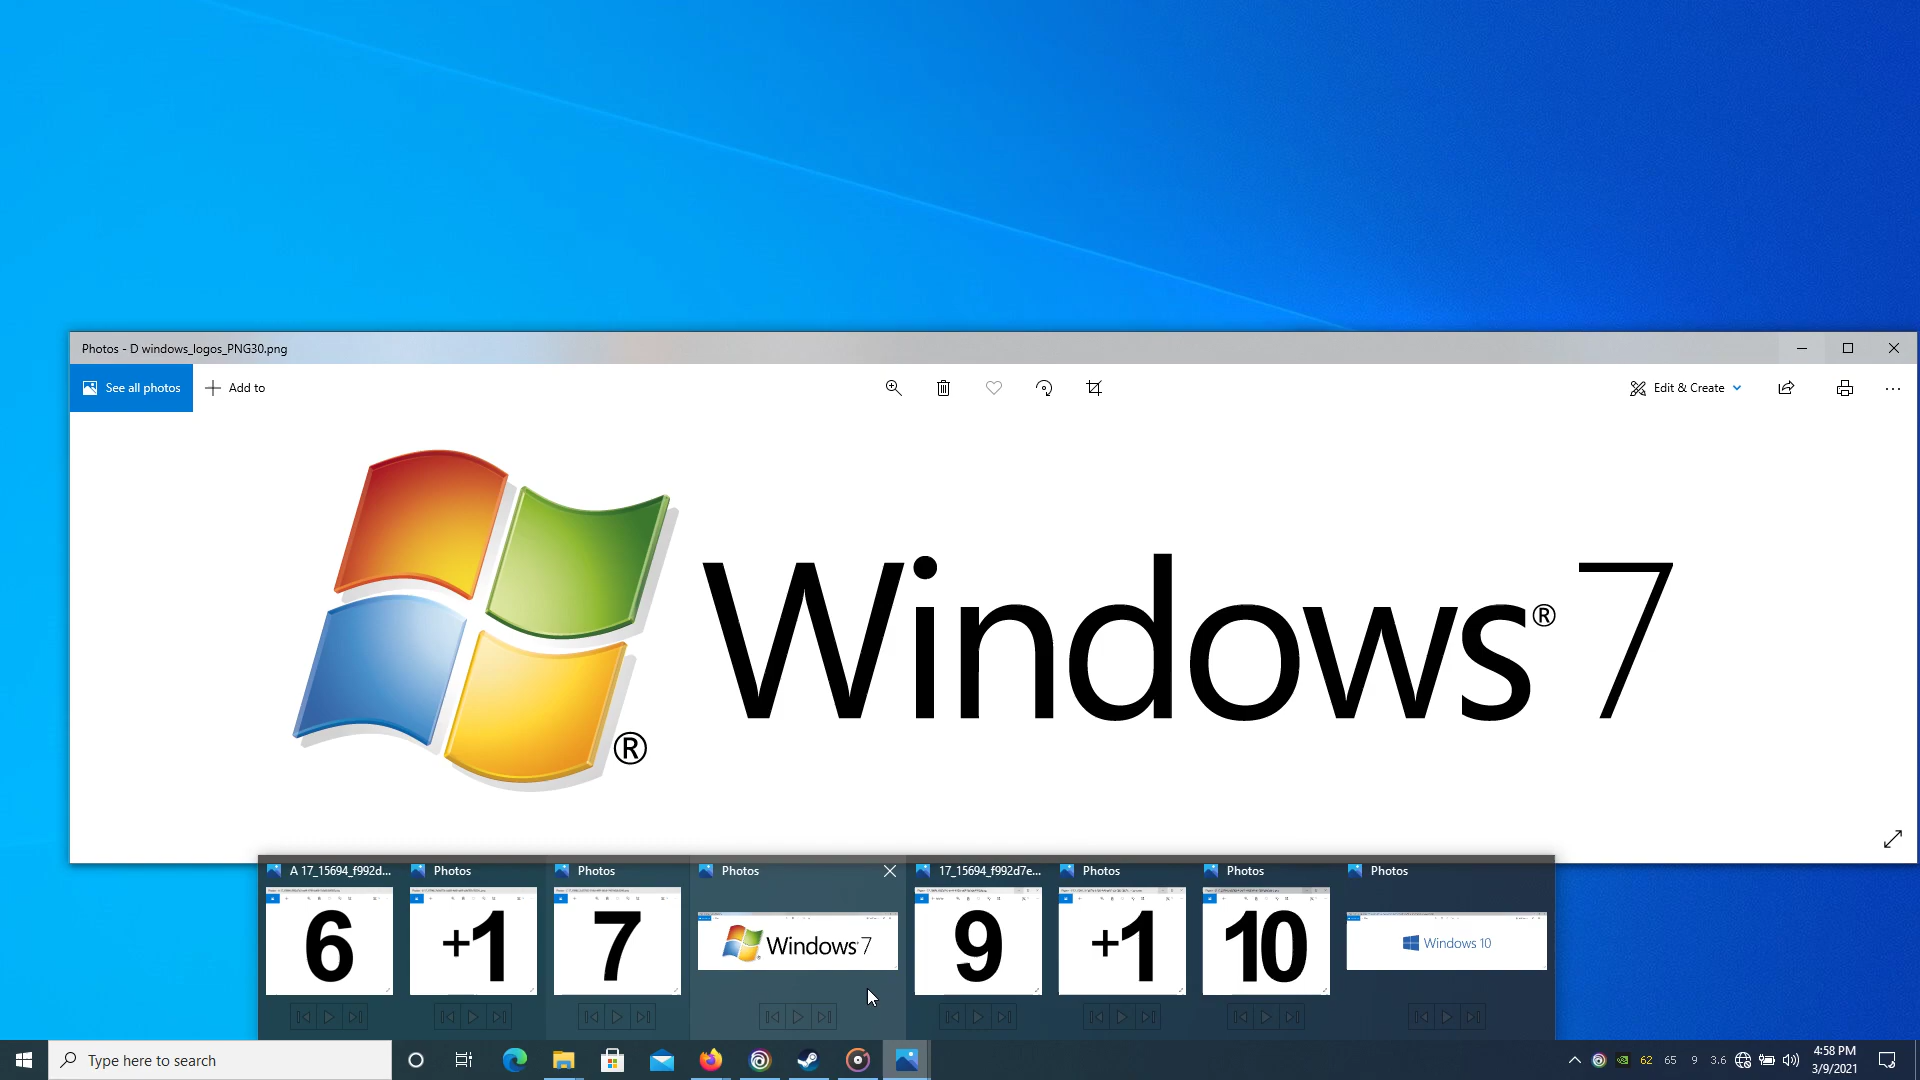 Photos - D windows_logos_PNG30.png
See all photos
Add to
Edit & Create
Windows® 7
®
A 17_15694_f992d...
Photos
Photos
Photos
17_15694_f992d7e...
Photos
Photos
Photos
6
+1
7
Windows 7
9
+1
10
Windows 10
Type here to search
62
65
9
3.6
4:58 PM
3/9/2021